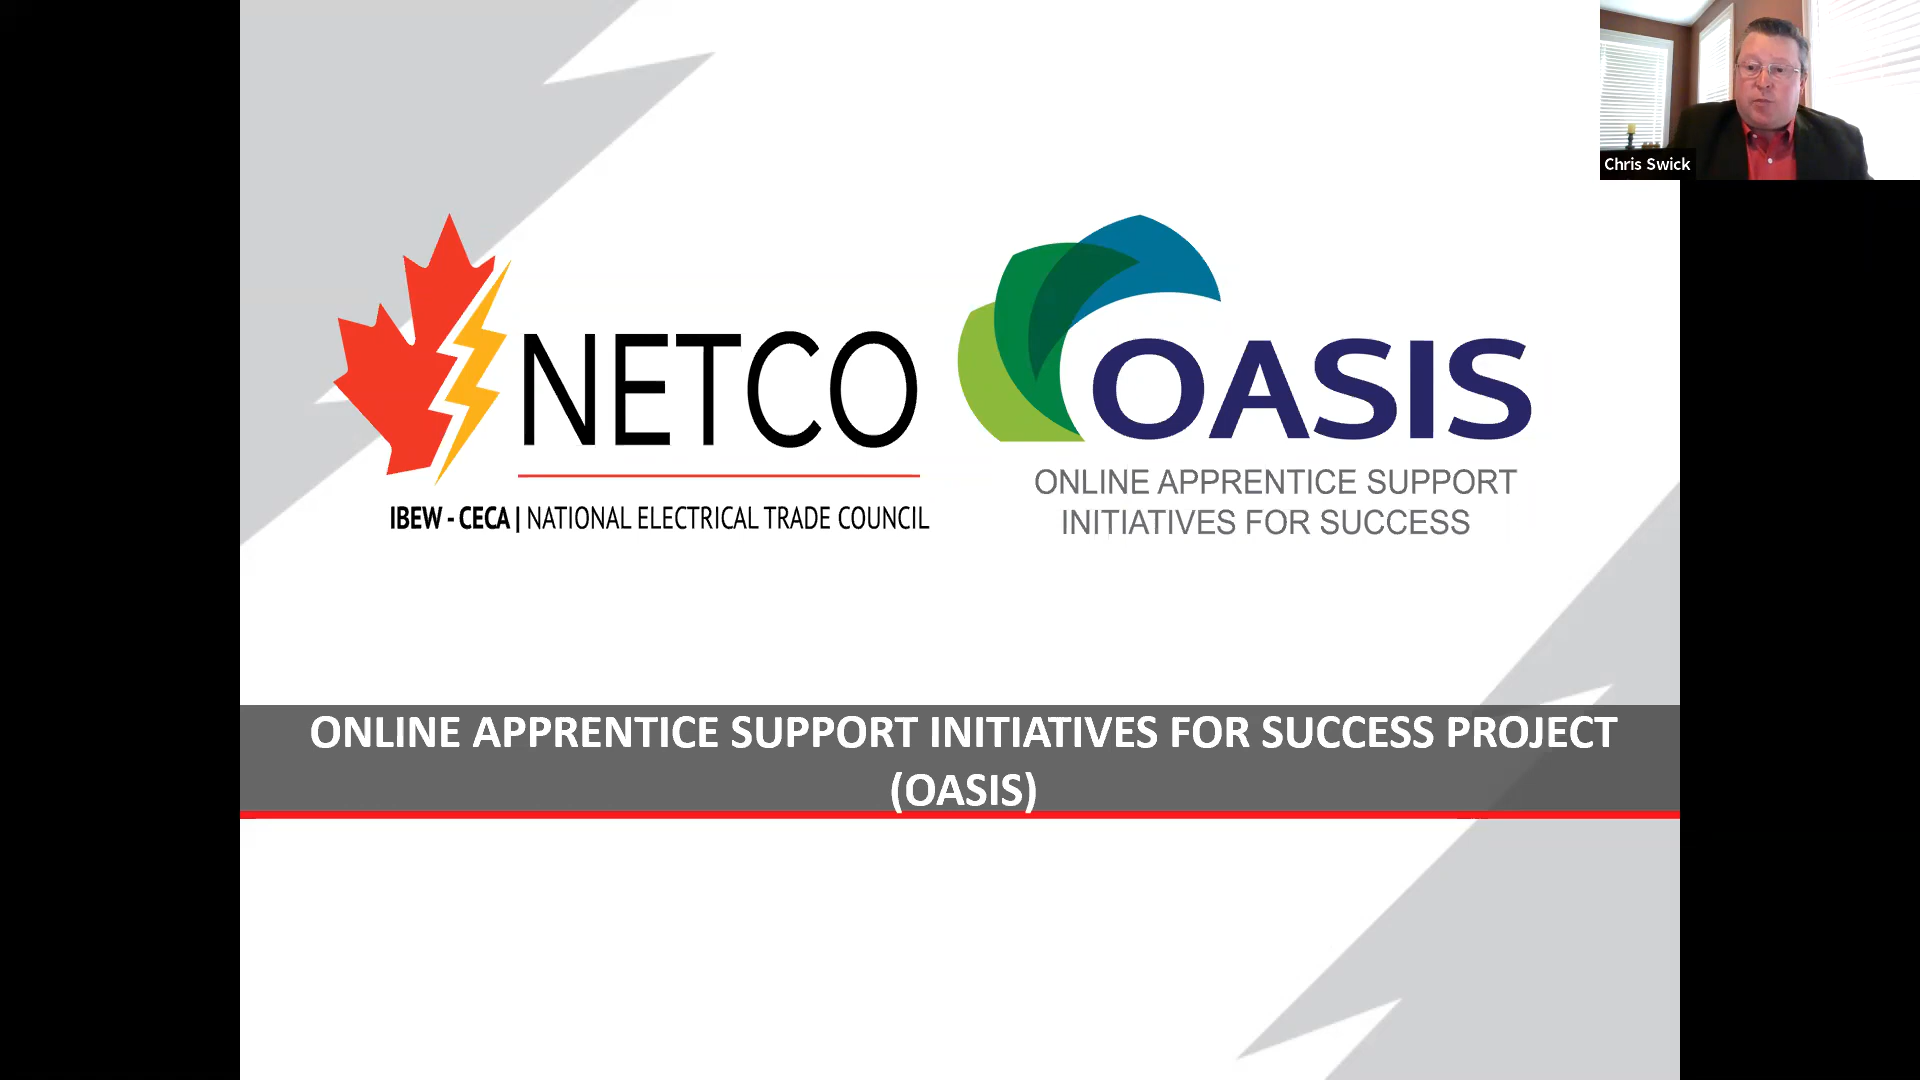 Chris Swick
NETCO
IBEW - CECA | NATIONAL ELECTRICAL TRADE COUNCIL
OASIS
ONLINE APPRENTICE SUPPORT
INITIATIVES FOR SUCCESS
ONLINE APPRENTICE SUPPORT INITIATIVES FOR SUCCESS PROJECT
(OASIS)